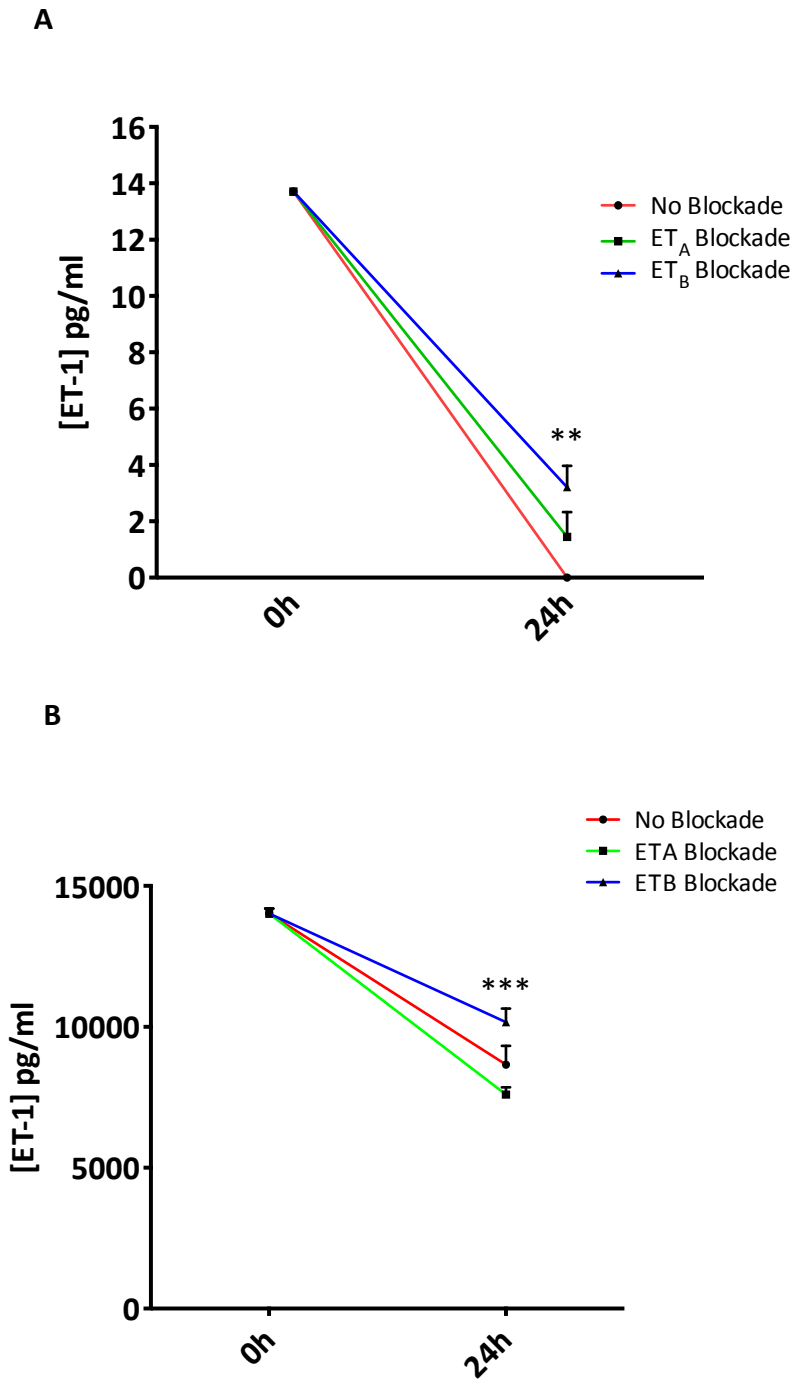 A
16
14
12
10
8
6
4
2
0
[ET-1] pg/ml
No Blockade
ETA Blockade
ETB Blockade
**
0h
24h
B
15000
10000
5000
0
[ET-1] pg/ml
No Blockade
ETA Blockade
ETB Blockade
***
0h
24h